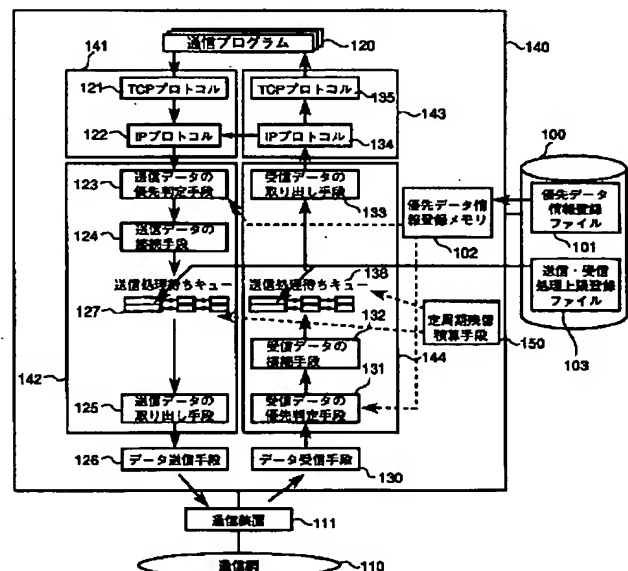 通信プログラム
120
140
141
121
TCPプロトコル
TCPプロトコル
135
143
122
IPプロトコル
IPプロトコル
134
100
123
送信データの
優先判定手段
受信データの
取り出し手段
133
優先データ情
報登録メモリ
102
優先データ
情報登録
ファイル
101
124
送信データの
接続手段
送信処理待ちキュー
送信処理待ちキュー
136
127
送信・受信
処理上限登録
ファイル
103
132
定周期残留
積算手段
150
受信データの
接続手段
131
144
142
125
送信データの
取り出し手段
受信データの
優先判定手段
126
データ送信手段
データ受信手段
130
通信装置
111
通信網
110